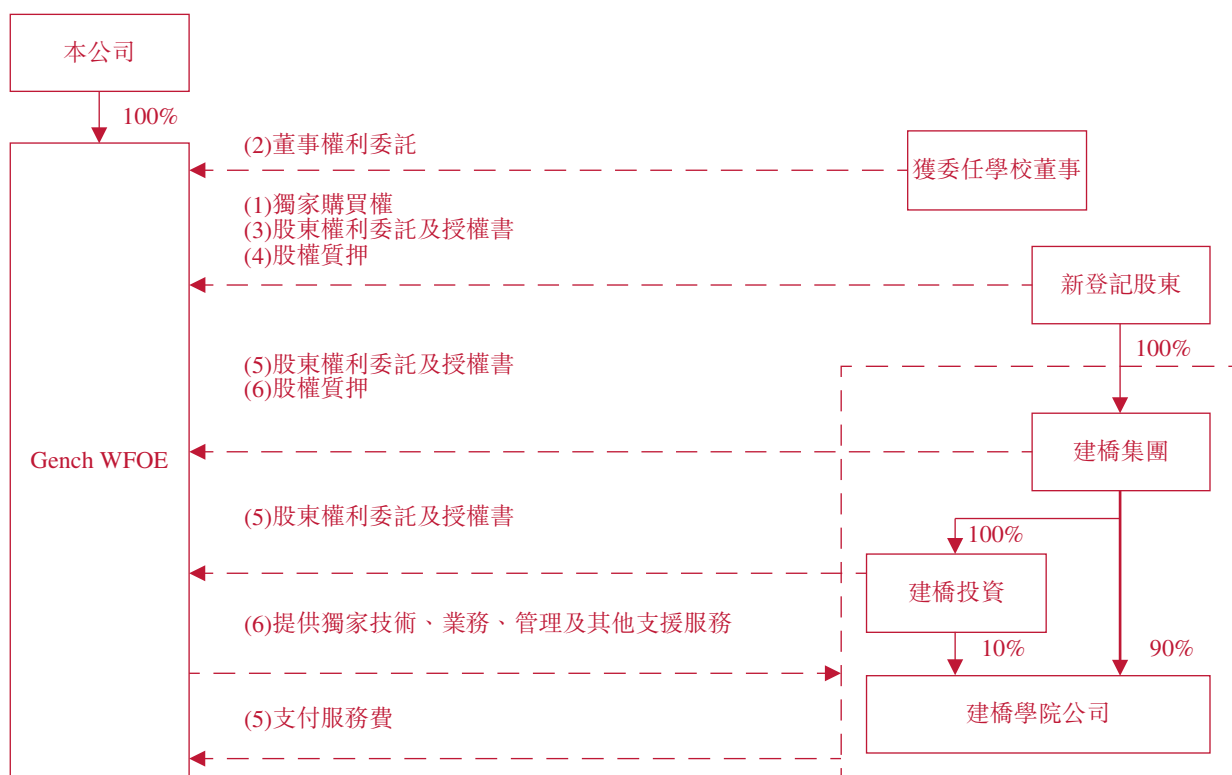 本公司
100%
(2)董事權利委託
獲委任學校董事
(1)獨家購買權
(3)股東權利委託及授權書
(4)股權質押
新登記股東
100%
(5)股東權利委託及授權書
(6)股權質押
Gench WFOE
建橋集團
(5)股東權利委託及授權書
100%
建橋投資
(6)提供獨家技術、業務、管理及其他支援服務
10%
90%
(5)支付服務費
建橋學院公司